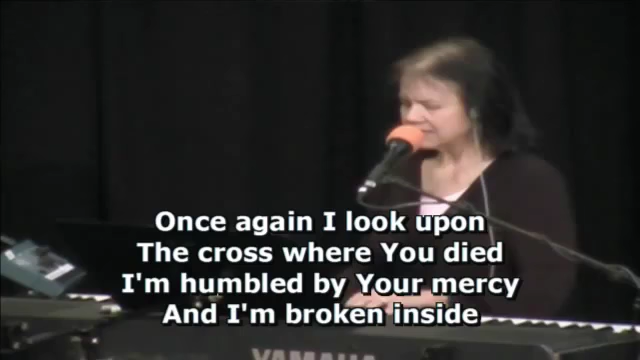 Once again I look upon
The cross where You died
I'm humbled by Your mercy
And I'm broken inside
YAMAHA